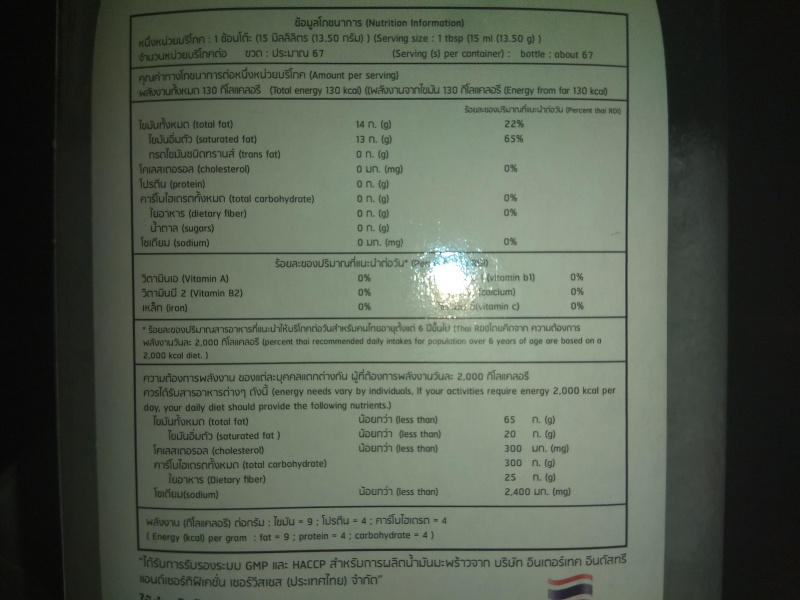 ข้อมูลโภชนาการ (Nutrition Information)
หนึ่งหน่วยบริโภค : 1 ช้อนโต๊ะ (15 มิลลิลิตร (13.50 กรัม) ) (Serving size : 1 tbsp (15 ml (13.50 g) )
จำนวนหน่วยบริโภคต่อ ขวด : ประมาณ 67 (Serving (s) per container) : bottle : about 67
คุณค่าทางโภชนาการต่อหนึ่งหน่วยบริโภค (Amount per serving)
พลังงานทั้งหมด 130 กิโลแคลอรี (Total energy 130 kcal) ((พลังงานจากไขมัน 130 กิโลแคลอรี (Energy from far 130 kcal)
ร้อยละของปริมาณที่แนะนำต่อวัน (Percent thai RDI)
ไขมันทั้งหมด (total fat) 14 ก. (g) 22%
ไขมันอิ่มตัว (saturated fat) 13 ก. (g) 65%
กรดไขมันชนิดทรานส์ (trans fat) 0 ก. (g)
โคเลสเตอรอล (cholesterol) 0 มก. (mg) 0%
โปรตีน (protein) 0 ก. (g)
คาร์โบไฮเดรตทั้งหมด (total carbohydrate) 0 ก. (g) 0%
ใยอาหาร (dietary fiber) 0 ก. (g) 0%
น้ำตาล (sugars) 0 ก. (g)
โซเดียม (sodium) 0 มก. (mg) 0%
ร้อยละของปริมาณที่แนะนำต่อวัน*
วิตามินเอ (Vitamin A) 0% (vitamin b1) 0%
วิตามินบี 2 (Vitamin B2) 0% (calcium) 0%
เหล็ก (iron) 0% (vitamin c) 0%
* ร้อยละของปริมาณสารอาหารที่แนะนำให้บริโภคต่อวันสำหรับคนไทยอายุตั้งแต่ 6 ปีขึ้นไป (Thai RDI)โดยคิดจาก ความต้องการ
พลังงานวันละ 2,000 กิโลแคลอรี (percent thai recommended daily intakes for population over 6 years of age are based on a
2,000 kcal diet. )
ความต้องการพลังงาน ของแต่ละบุคคลแตกต่างกัน ผู้ที่ต้องการพลังงานวันละ 2,000 กิโลแคลอรี
ควรได้รับสารอาหารต่างๆ ดังนี้ (energy needs vary by individuals, If your activities require energy 2,000 kcal per
day, your daily diet should provide the following nutrients.)
ไขมันทั้งหมด (total fat) น้อยกว่า (less than) 65 ก. (g)
ไขมันอิ่มตัว (saturated fat ) น้อยกว่า (less than) 20 ก. (g)
โคเลสเตอรอล (cholesterol) น้อยกว่า (less than) 300 มก. (mg)
คาร์โบไฮเดรตทั้งหมด (total carbohydrate) 300 ก. (g)
ใยอาหาร (Dietary fiber) 25 ก. (g)
โซเดียม(sodium) น้อยกว่า (less than) 2,400 มก. (mg)
พลังงาน (กิโลแคลอรี) ต่อกรัม : ไขมัน = 9 ; โปรตีน = 4 ; คาร์โบไฮเดรต = 4
( Energy (kcal) per gram : fat = 9 ; protein = 4 ; carbohydrate = 4 )
"ได้รับการรับรองระบบ GMP และ HACCP สำหรับการผลิตน้ำมันมะพร้าวจาก บริษัท อินเตอร์เทค อินดัสทรี
แอนด์เซอร์ทิฟิเคชั่น เซอร์วิสเซส (ประเทศไทย) จำกัด"